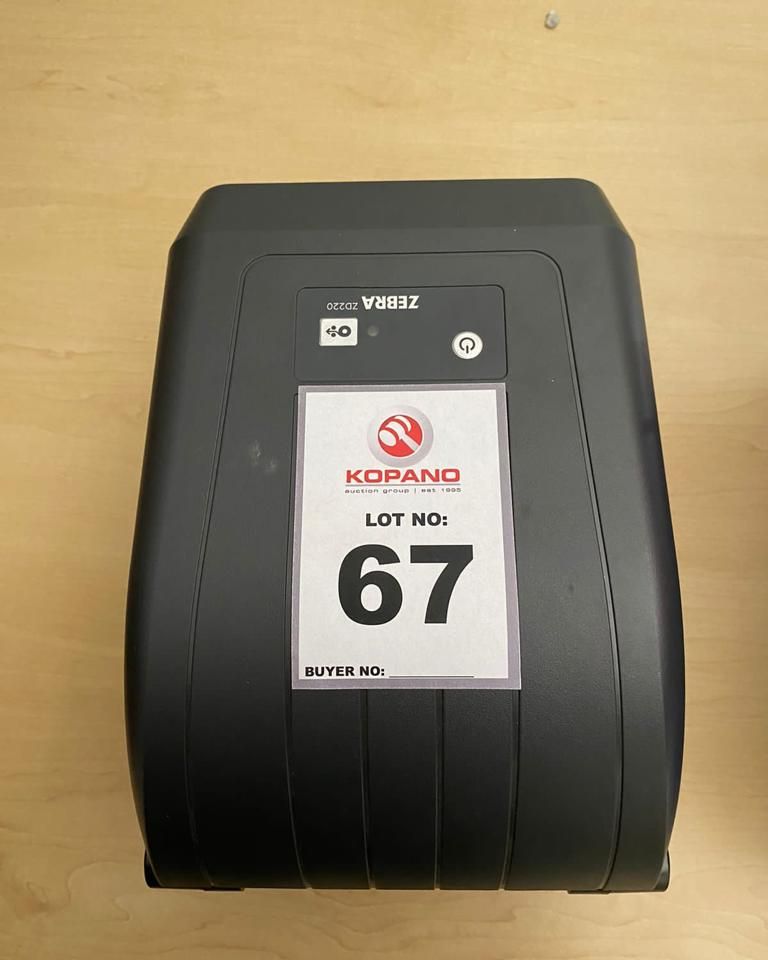 ZEBRA ZD220
KOPANO
auction group | est 1995
LOT NO:
67
BUYER NO: